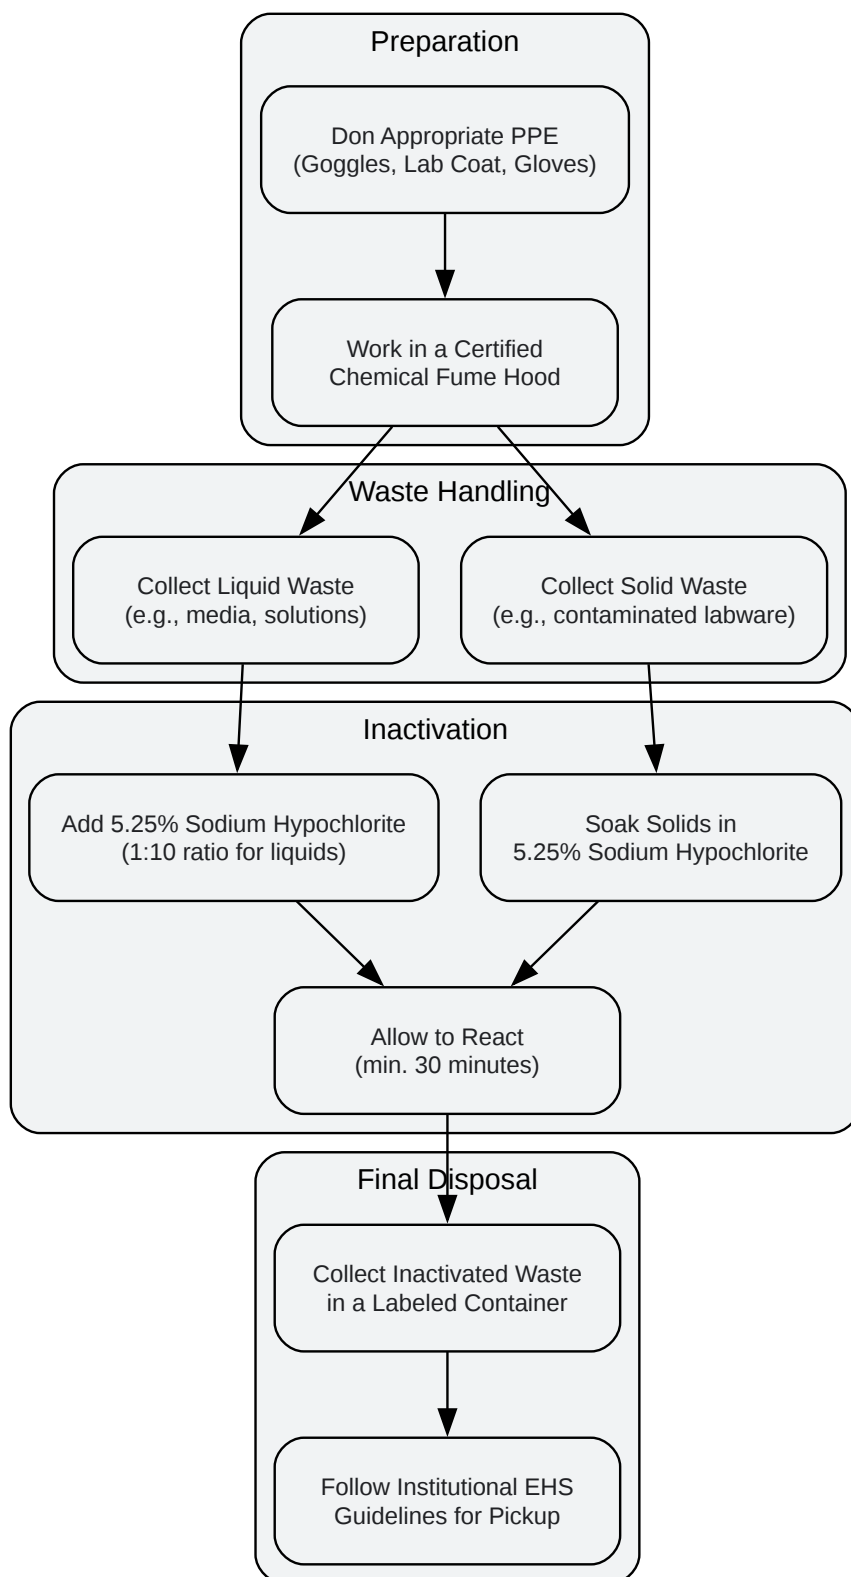 Preparation
Don Appropriate PPE
(Goggles, Lab Coat, Gloves)
Work in a Certified
Chemical Fume Hood
Waste Handling
Collect Liquid Waste
(e.g., media, solutions)
Collect Solid Waste
(e.g., contaminated labware)
Inactivation
Add 5.25% Sodium Hypochlorite
(1:10 ratio for liquids)
Soak Solids in
5.25% Sodium Hypochlorite
Allow to React
(min. 30 minutes)
Final Disposal
Collect Inactivated Waste
in a Labeled Container
Follow Institutional EHS
Guidelines for Pickup